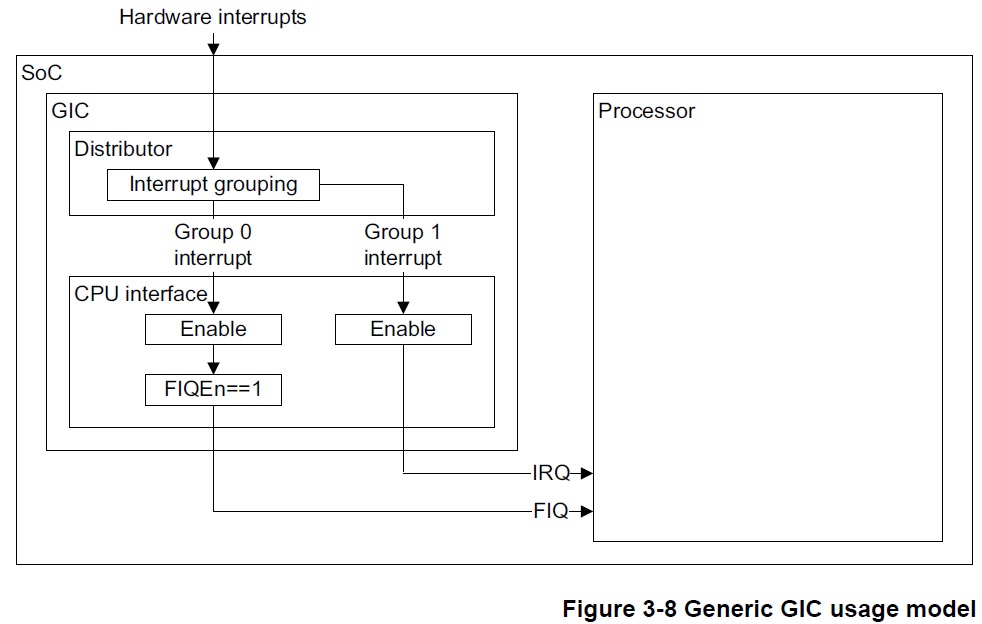 Hardware interrupts
SoC
GIC
Processor
Distributor
Interrupt grouping
Group 0
interrupt
Group 1
interrupt
CPU interface
Enable
Enable
FIQEn==1
IRQ
FIQ
Figure 3-8 Generic GIC usage model